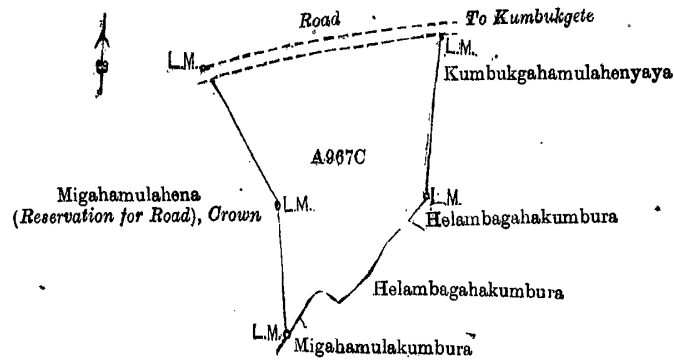 Road
To Kumbukgete
L.M.
L.M.
Kumbukgahamulahenyaya
A967C
Migahamulahena
(Reservation for Road), Crown
L.M.
L.M.
Helambagahakumbura
Helambagahakumbura
L.M.
Migahamulakumbura